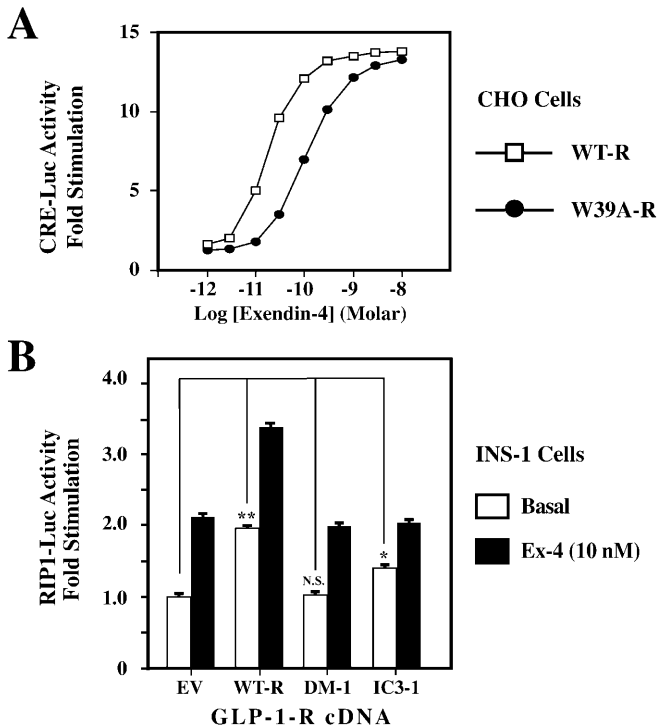 A
CRE-Luc Activity
Fold Stimulation
15
10
5
0
-12 -11 -10 -9 -8
Log [Exendin-4] (Molar)
CHO Cells
WT-R
W39A-R
B
RIP1-Luc Activity
Fold Stimulation
4.0
3.0
2.0
1.0
0
**
N.S.
*
EV WT-R DM-1 IC3-1
GLP-1-R cDNA
INS-1 Cells
Basal
Ex-4 (10 nM)